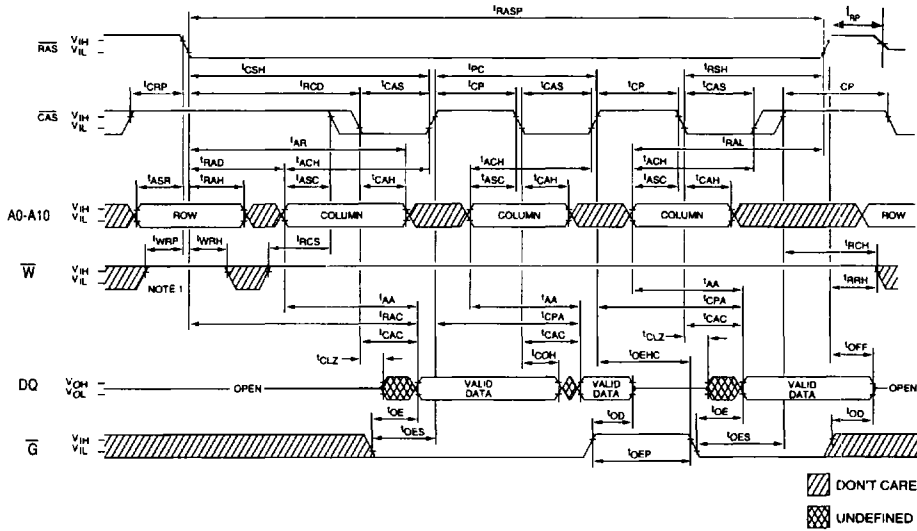 tRASP
tRP
RAS VIH
VIL
tCSH tPC tRSH
tCRP tRCD tCAS tCP tCAS tCP tCAS CP
CAS VIH
VIL
tAR tRAL
tRAD tACH tACH tACH
tASR tRAH tASC tCAH tASC tCAH tASC tCAH
A0-A10 VIH
VIL
ROW COLUMN COLUMN COLUMN ROW
tWRP tWRH tRCS tRCH
W VIH
VIL
NOTE 1 tRRH
tAA tAA tAA
tRAC tCPA tCPA
tCAC tCAC tCAC
tCLZ tCOH tOEHC tCLZ tOFF
DQ VOH
VOL
OPEN VALID DATA VALID DATA VALID DATA OPEN
tOE tOD tOE tOD
tOES tOES
G VIH
VIL
tOEP
DON'T CARE
UNDEFINED